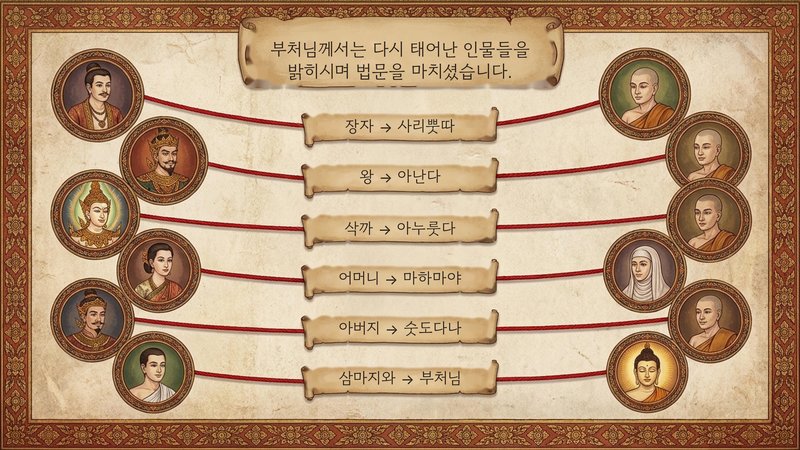 부처님께서는 다시 태어난 인물들을
밝히시며 법문을 마치셨습니다.
장자 → 사리뿟따
왕 → 아난다
삭까 → 아누룻다
어머니 → 마하마야
아버지 → 숫도다나
삼마지와 → 부처님